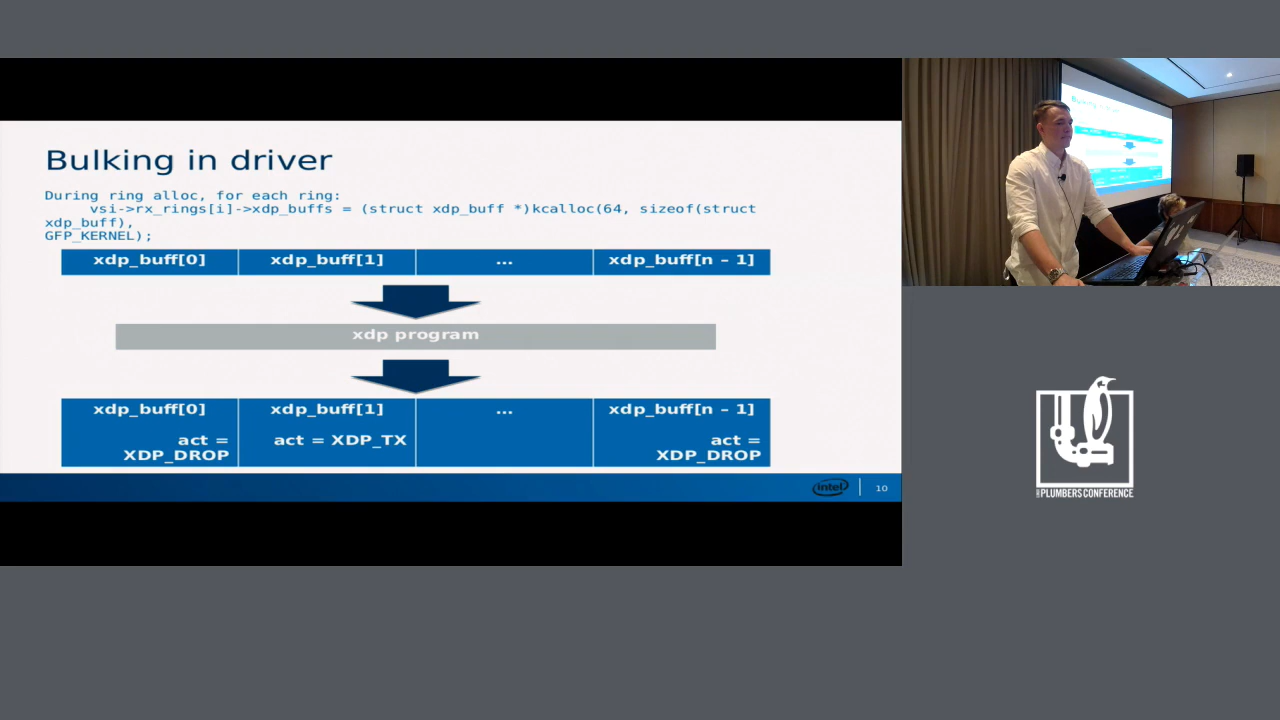 Bulking in driver
During ring alloc, for each ring:
vsi->rx_rings[i]->xdp_buffs = (struct xdp_buff *)kcalloc(64, sizeof(struct
xdp_buff),
GFP_KERNEL);
xdp_buff[0] xdp_buff[1] ... xdp_buff[n – 1]
xdp program
xdp_buff[0] xdp_buff[1] ... xdp_buff[n – 1]
act = act = XDP_TX act =
XDP_DROP XDP_DROP
intel 10
PLUMBERS CONFERENCE